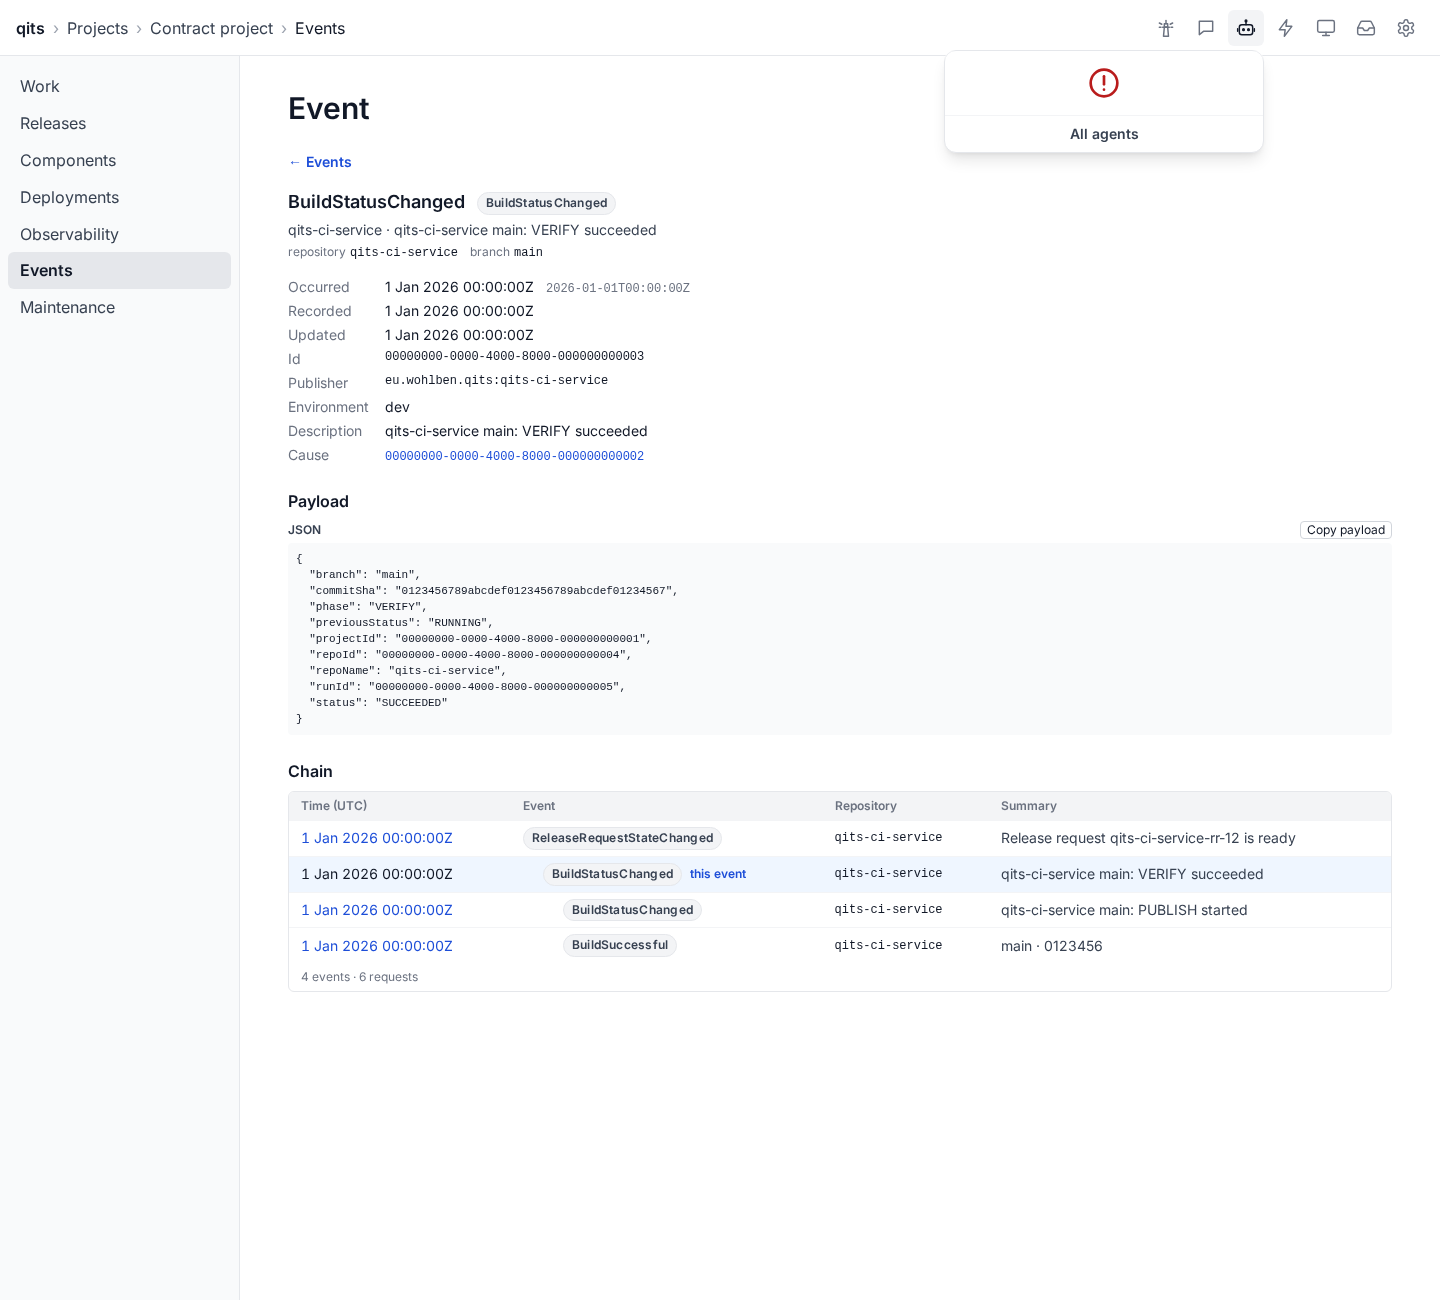 qits › Projects › Contract project › Events
All agents
Work
Releases
Components
Deployments
Observability
Events
Maintenance
Event
← Events
BuildStatusChanged BuildStatusChanged
qits-ci-service · qits-ci-service main: VERIFY succeeded
repository qits-ci-service branch main
Occurred 1 Jan 2026 00:00:00Z 2026-01-01T00:00:00Z
Recorded 1 Jan 2026 00:00:00Z
Updated 1 Jan 2026 00:00:00Z
Id 00000000-0000-4000-8000-000000000003
Publisher eu.wohlben.qits:qits-ci-service
Environment dev
Description qits-ci-service main: VERIFY succeeded
Cause 00000000-0000-4000-8000-000000000002
Payload
JSON Copy payload
{
"branch": "main",
"commitSha": "0123456789abcdef0123456789abcdef01234567",
"phase": "VERIFY",
"previousStatus": "RUNNING",
"projectId": "00000000-0000-4000-8000-000000000001",
"repoId": "00000000-0000-4000-8000-000000000004",
"repoName": "qits-ci-service",
"runId": "00000000-0000-4000-8000-000000000005",
"status": "SUCCEEDED"
}
Chain
Time (UTC) Event Repository Summary
1 Jan 2026 00:00:00Z ReleaseRequestStateChanged qits-ci-service Release request qits-ci-service-rr-12 is ready
1 Jan 2026 00:00:00Z BuildStatusChanged this event qits-ci-service qits-ci-service main: VERIFY succeeded
1 Jan 2026 00:00:00Z BuildStatusChanged qits-ci-service qits-ci-service main: PUBLISH started
1 Jan 2026 00:00:00Z BuildSuccessful qits-ci-service main · 0123456
4 events · 6 requests